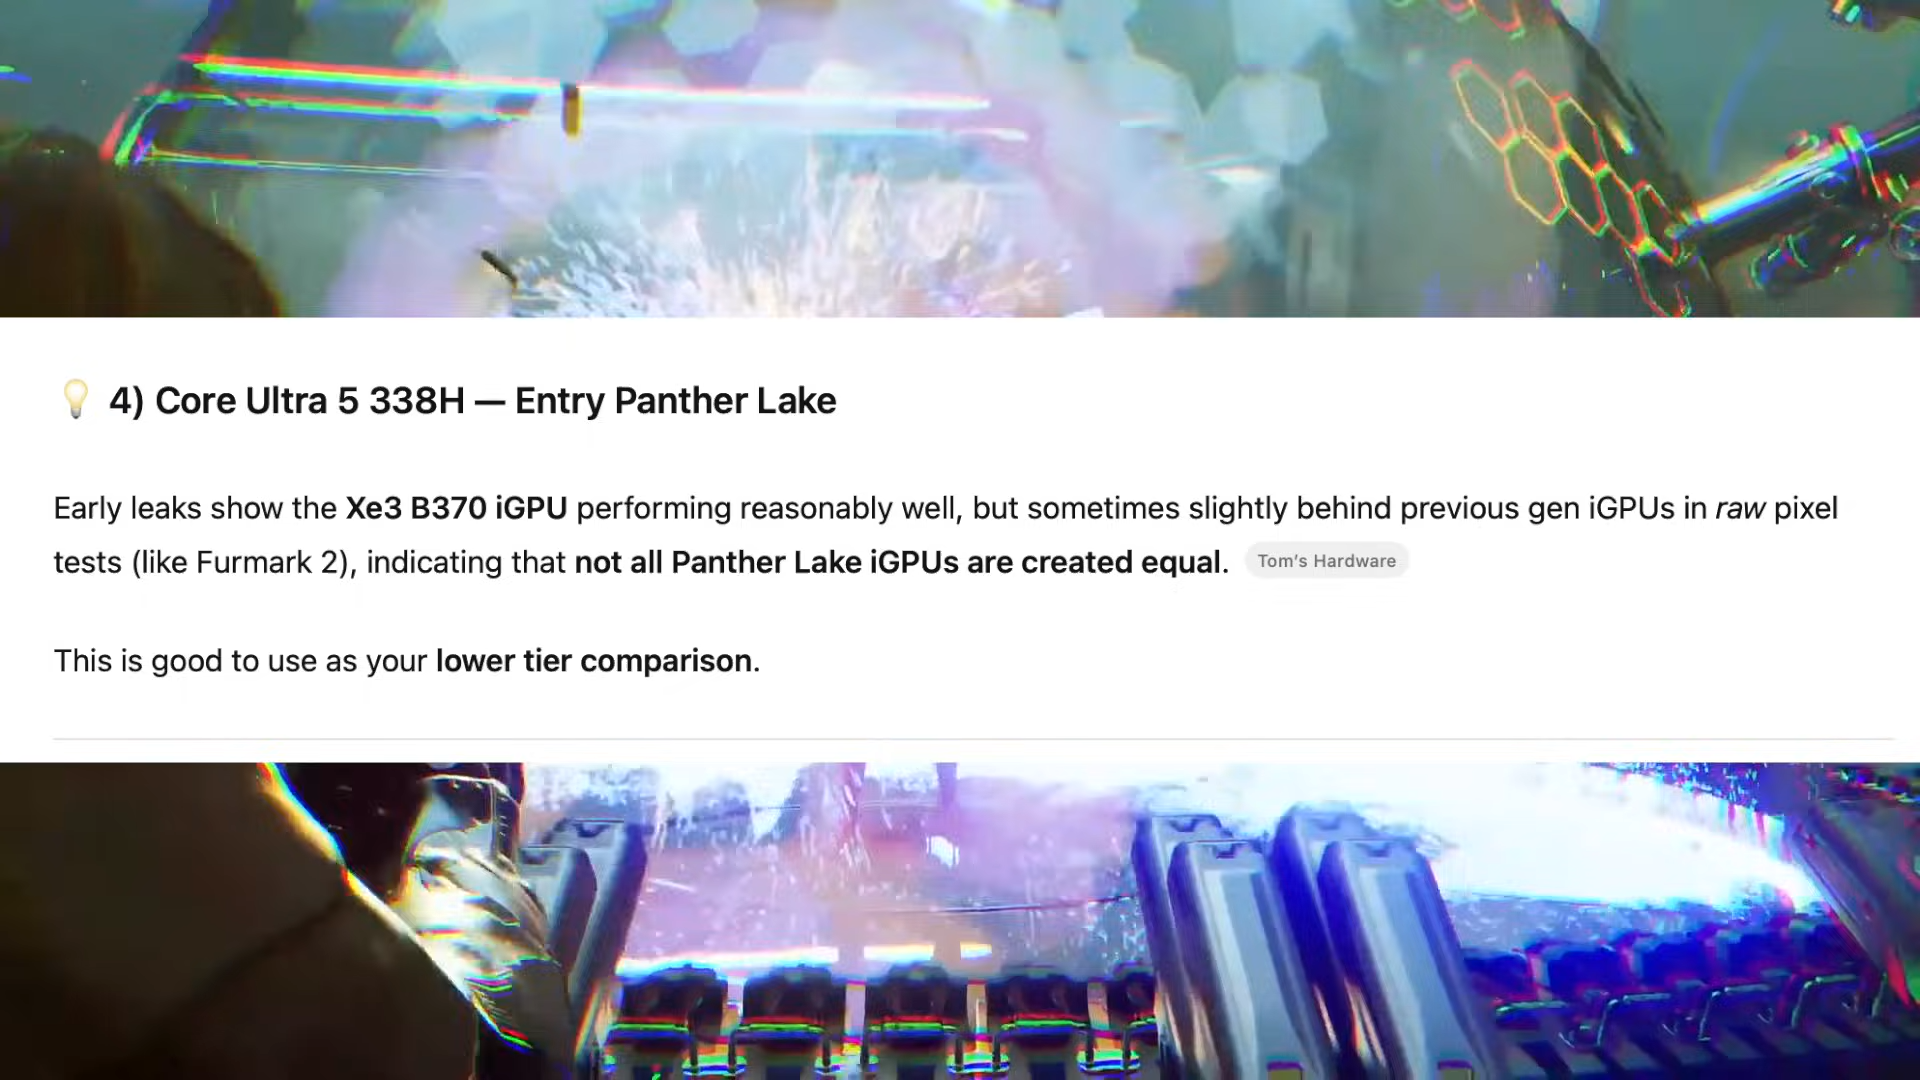 💡 4) Core Ultra 5 338H — Entry Panther Lake
Early leaks show the Xe3 B370 iGPU performing reasonably well, but sometimes slightly behind previous gen iGPUs in raw pixel
tests (like Furmark 2), indicating that not all Panther Lake iGPUs are created equal. Tom's Hardware
This is good to use as your lower tier comparison.